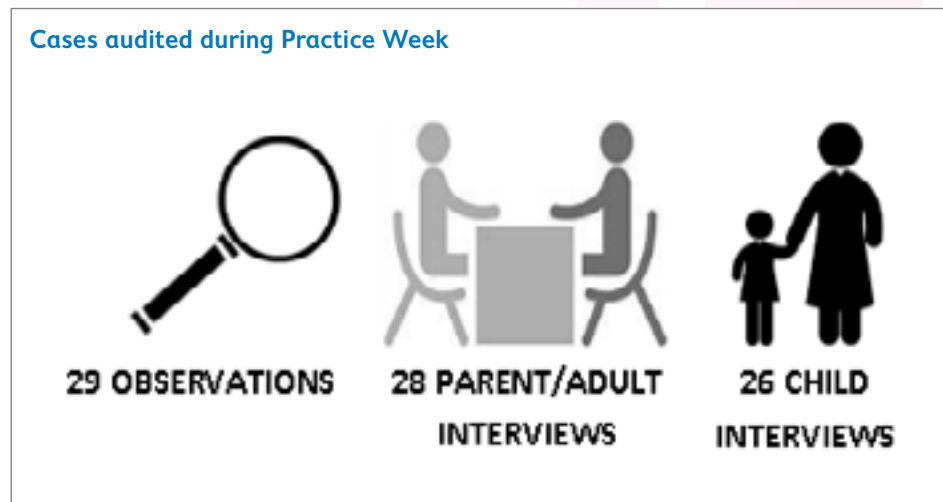 Cases audited during Practice Week
29 OBSERVATIONS
28 PARENT/ADULT
INTERVIEWS
26 CHILD
INTERVIEWS